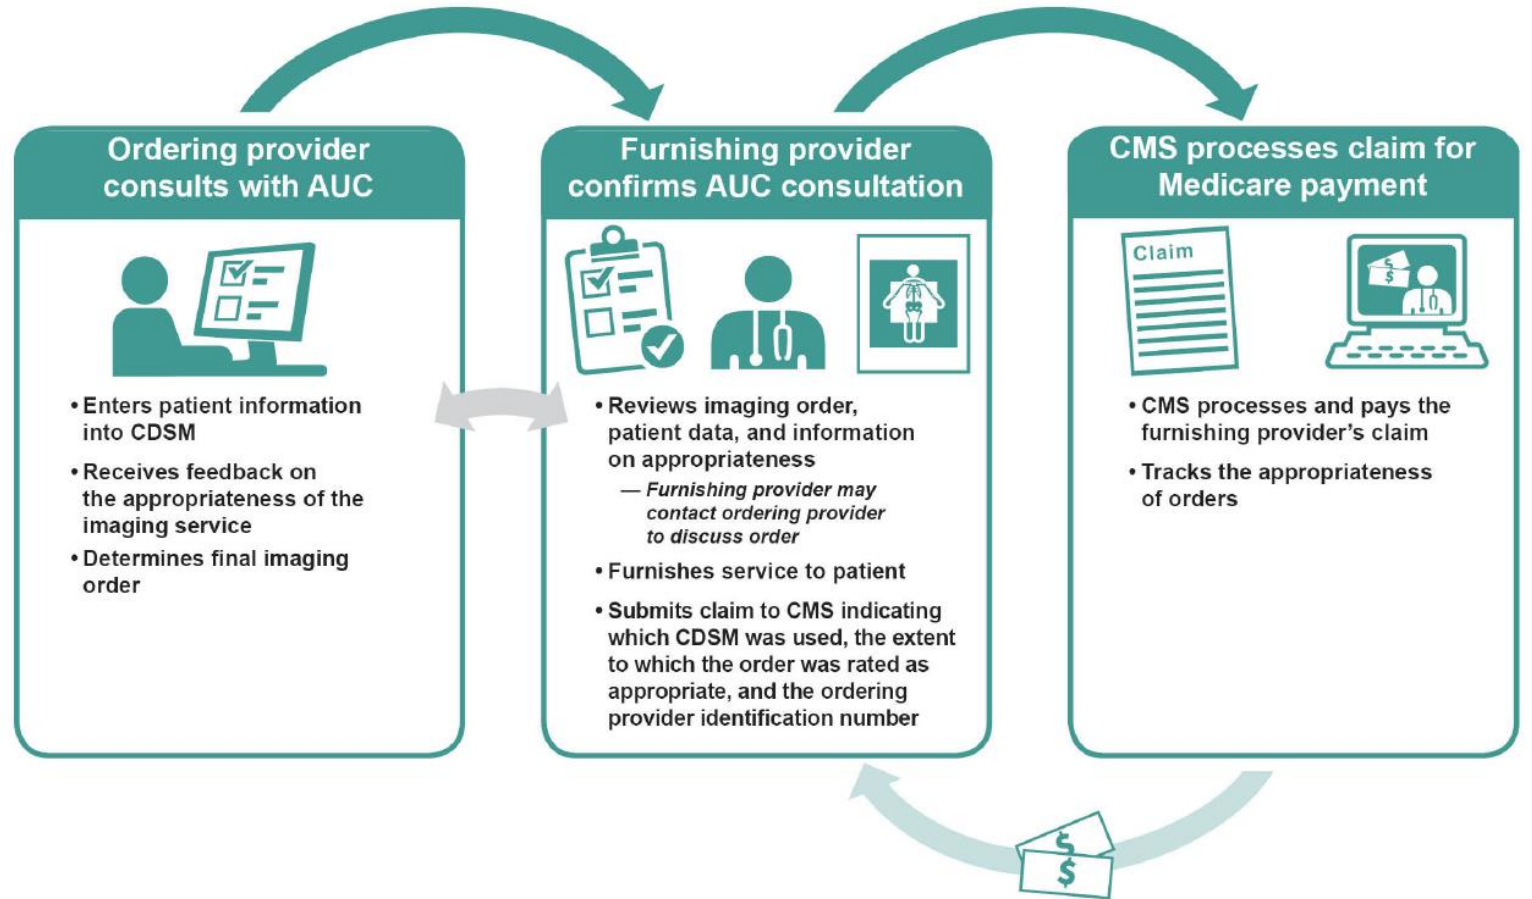 Ordering provider
consults with AUC
• Enters patient information
into CDSM
• Receives feedback on
the appropriateness of the
imaging service
• Determines final imaging
order
Furnishing provider
confirms AUC consultation
• Reviews imaging order,
patient data, and information
on appropriateness
— Furnishing provider may
contact ordering provider
to discuss order
• Furnishes service to patient
• Submits claim to CMS indicating
which CDSM was used, the extent
to which the order was rated as
appropriate, and the ordering
provider identification number
CMS processes claim for
Medicare payment
Claim
$
$
• CMS processes and pays the
furnishing provider's claim
• Tracks the appropriateness
of orders
$
$